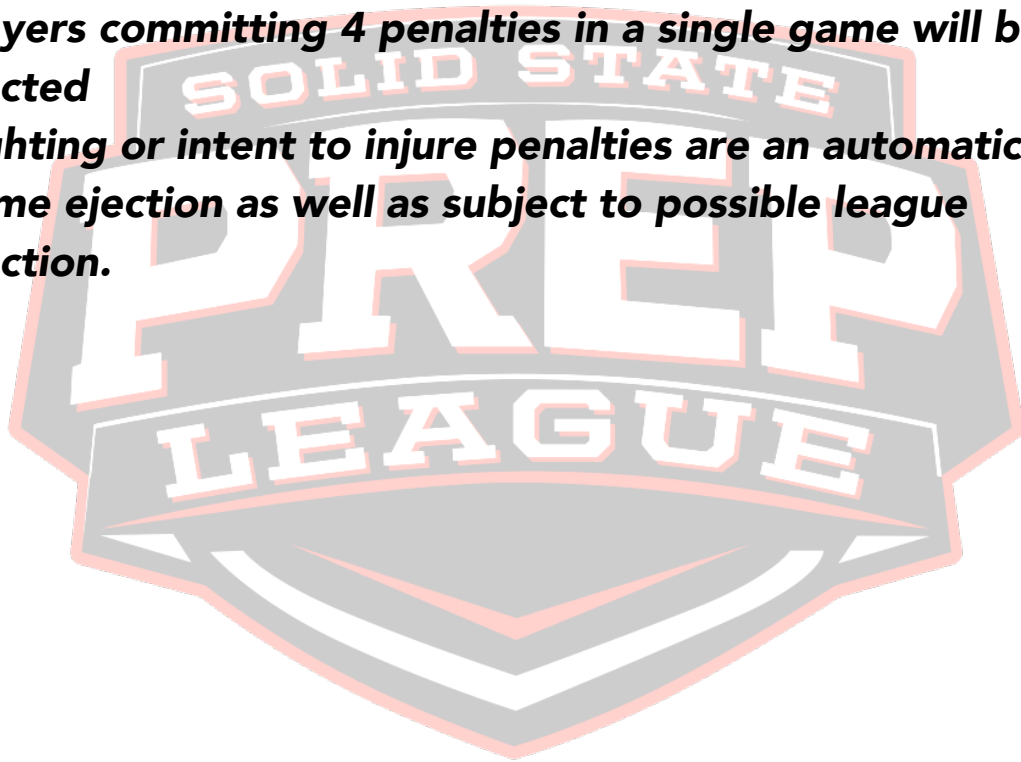 yers committing 4 penalties in a single game will b
cted
hting or intent to injure penalties are an automatic
me ejection as well as subject to possible league
ction.
SOLID STATE
PREP
LEAGUE